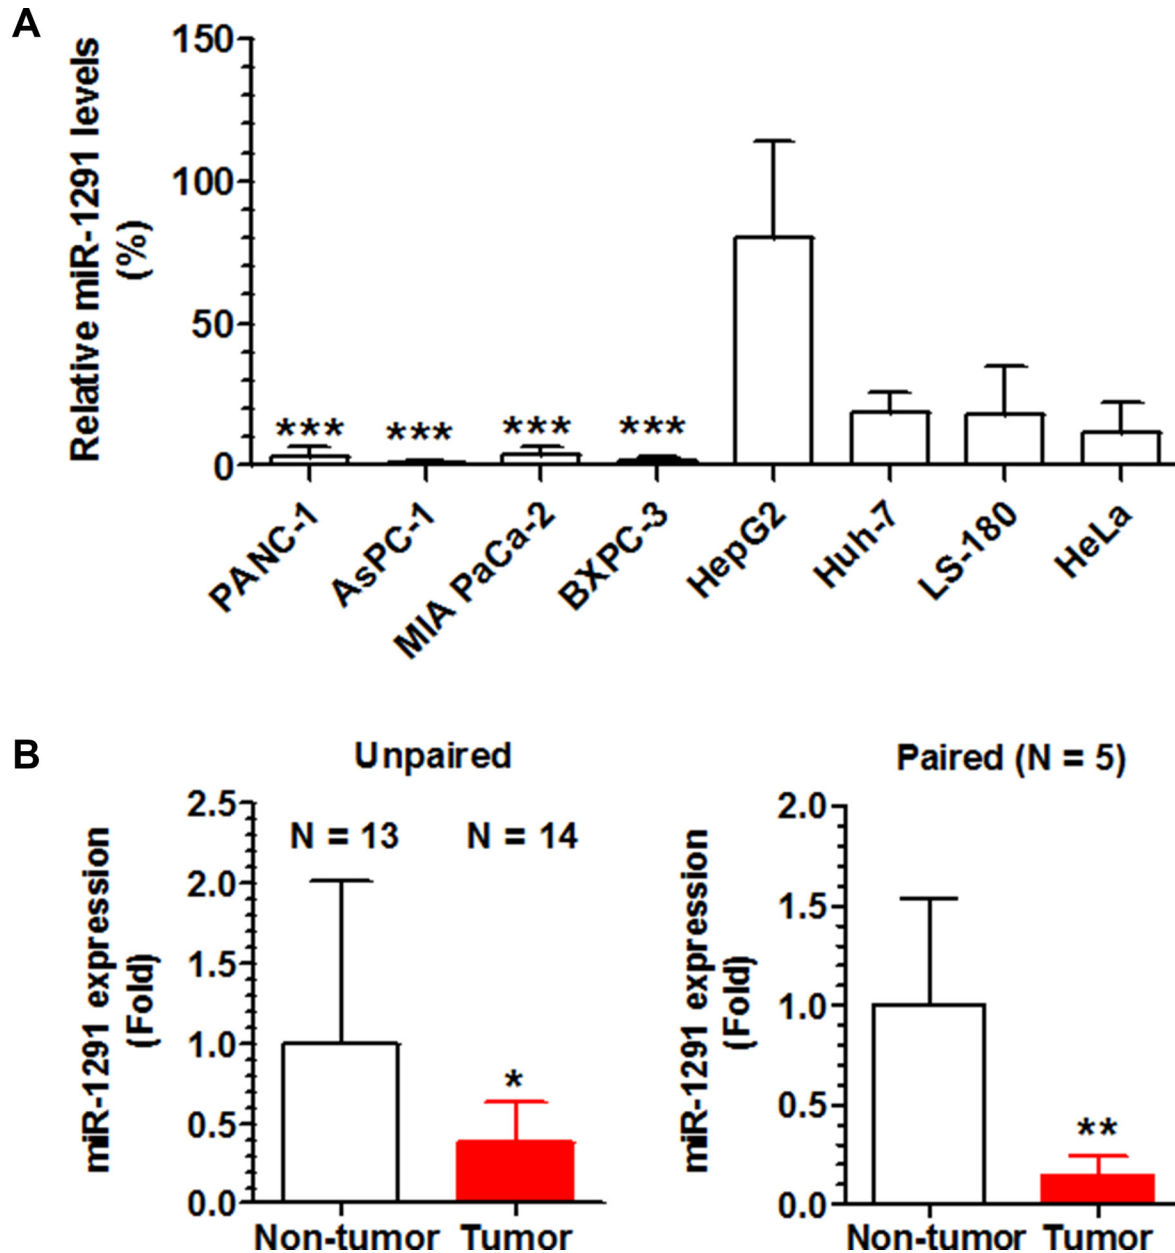 A
Relative miR-1291 levels
(%)
150
100
50
0
***
***
***
***
PANC-1
AsPC-1
MIA PaCa-2
BXPC-3
HepG2
Huh-7
LS-180
HeLa
B
Unpaired
miR-1291 expression
(Fold)
2.5
2.0
1.5
1.0
0.5
0.0
N = 13
N = 14
*
Non-tumor
Tumor
Paired (N = 5)
miR-1291 expression
(Fold)
2.0
1.5
1.0
0.5
0.0
**
Non-tumor
Tumor